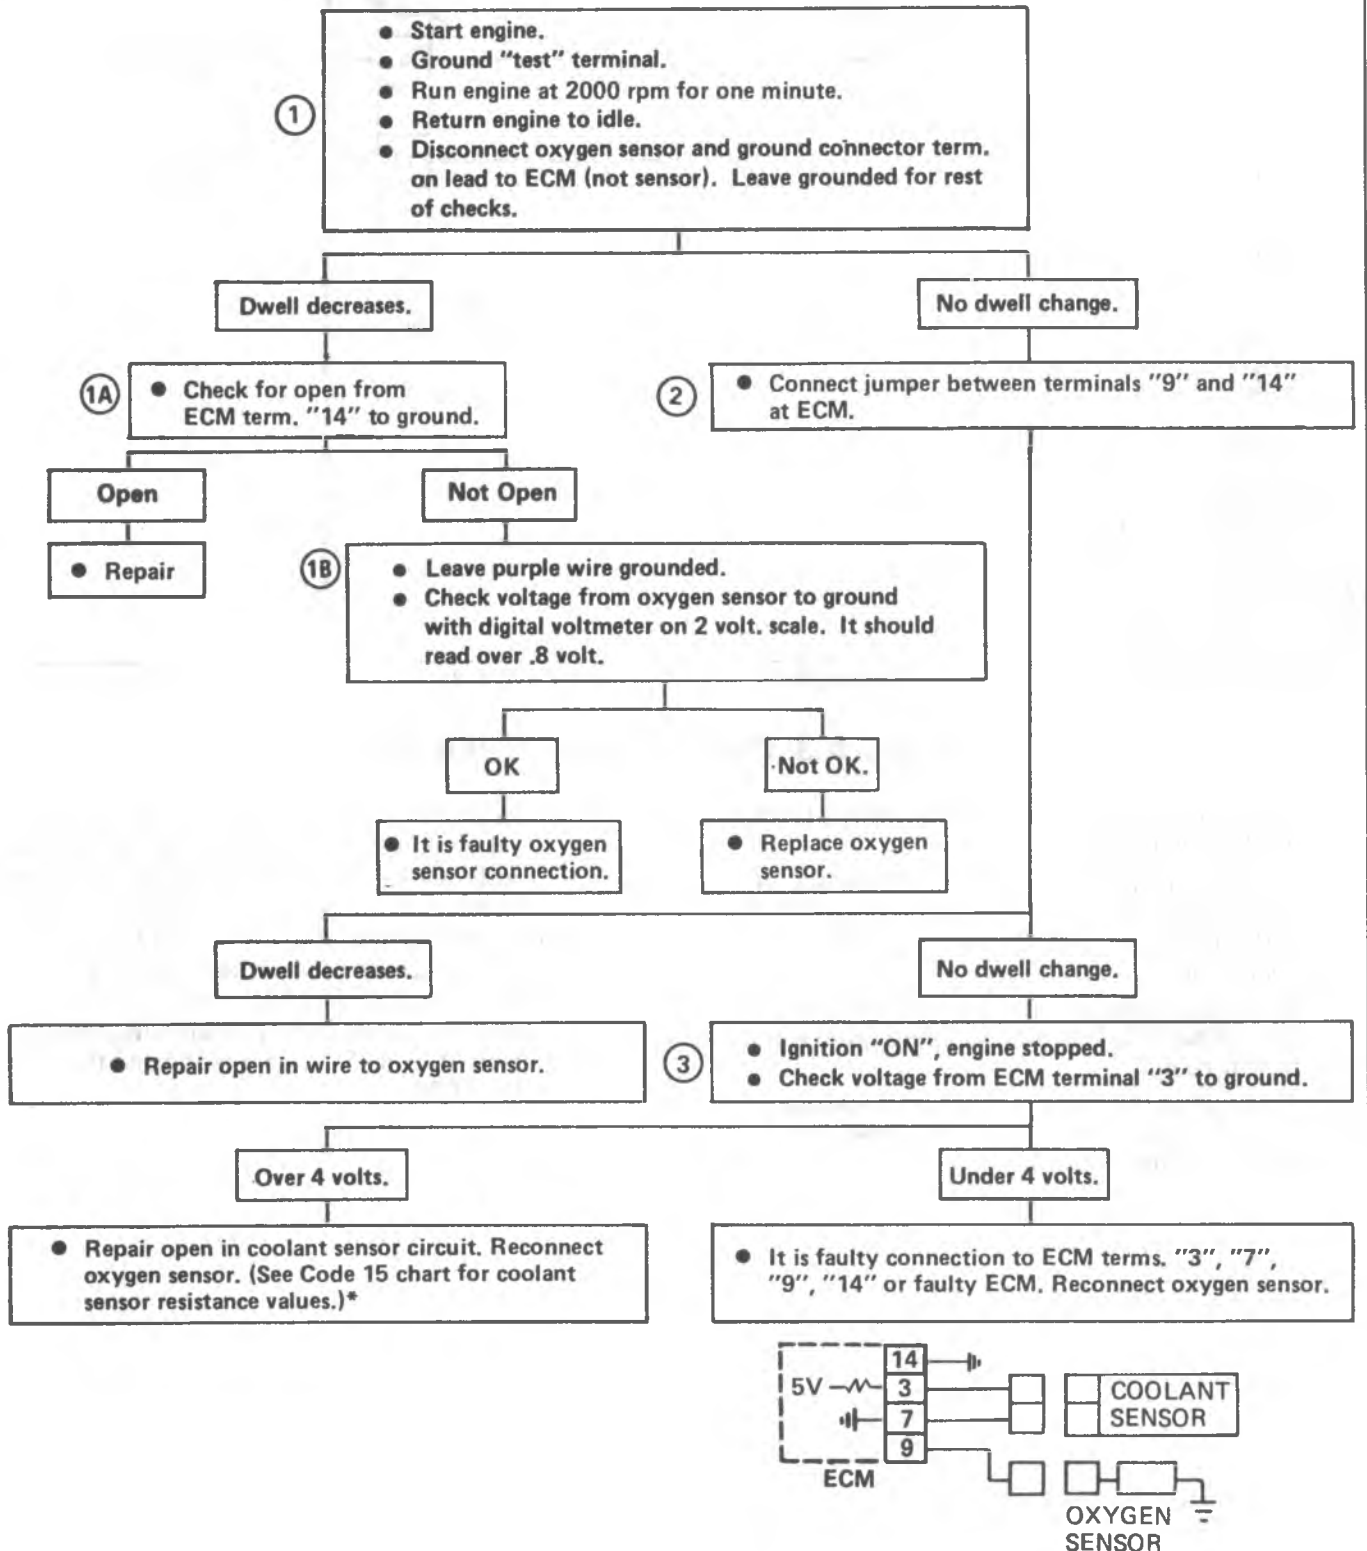 ① ● Start engine.
● Ground "test" terminal.
● Run engine at 2000 rpm for one minute.
● Return engine to idle.
● Disconnect oxygen sensor and ground connector term.
on lead to ECM (not sensor). Leave grounded for rest
of checks.
Dwell decreases.
No dwell change.
1A ● Check for open from
ECM term. "14" to ground.
② ● Connect jumper between terminals "9" and "14"
at ECM.
Open
Not Open
● Repair
1B ● Leave purple wire grounded.
● Check voltage from oxygen sensor to ground
with digital voltmeter on 2 volt. scale. It should
read over .8 volt.
OK
Not OK.
● It is faulty oxygen
sensor connection.
● Replace oxygen
sensor.
Dwell decreases.
No dwell change.
● Repair open in wire to oxygen sensor.
③ ● Ignition "ON", engine stopped.
● Check voltage from ECM terminal "3" to ground.
Over 4 volts.
Under 4 volts.
● Repair open in coolant sensor circuit. Reconnect
oxygen sensor. (See Code 15 chart for coolant
sensor resistance values.)*
● It is faulty connection to ECM terms. "3", "7",
"9", "14" or faulty ECM. Reconnect oxygen sensor.
14
5V 3
7
9
ECM
COOLANT
SENSOR
OXYGEN
SENSOR